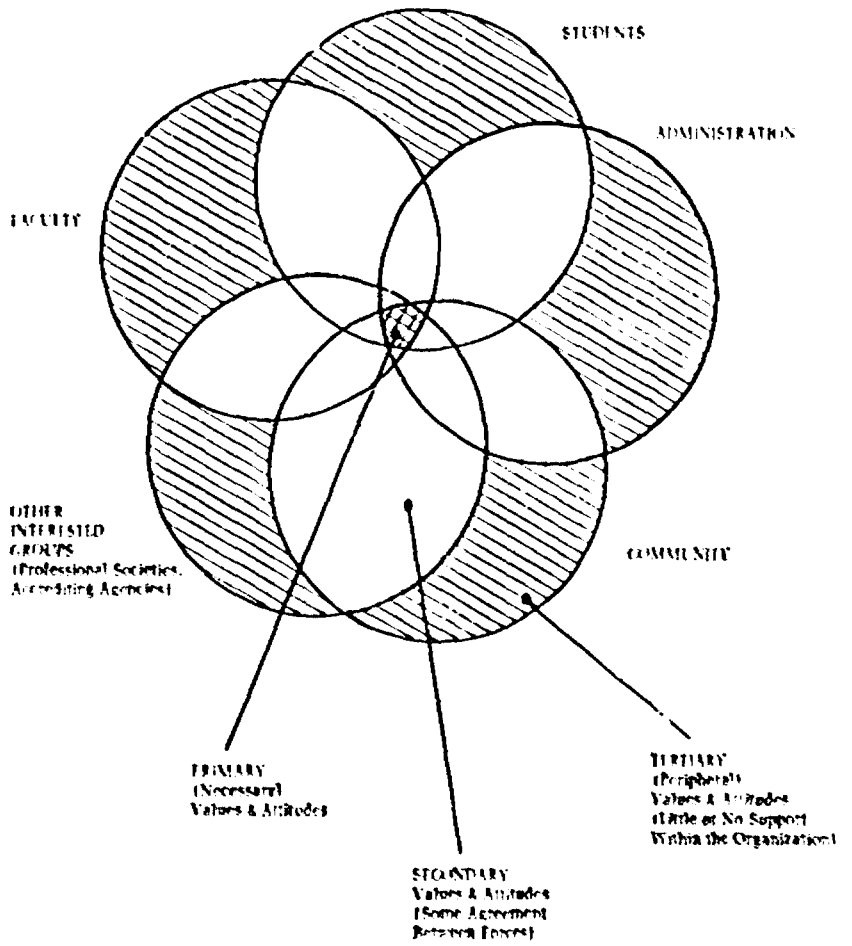 STUDENTS
ADMINISTRATION
FACULTY
OTHER
INTERESTED
GROUPS
(Professional Societies,
Accrediting Agencies)
COMMUNITY
PRIMARY
(Necessary)
Values & Attitudes
TERTIARY
(Peripheral)
Values & Attitudes
(Little or No Support
Within the Organization)
SECONDARY
Values & Attitudes
(Some Agreement
Between Forces)